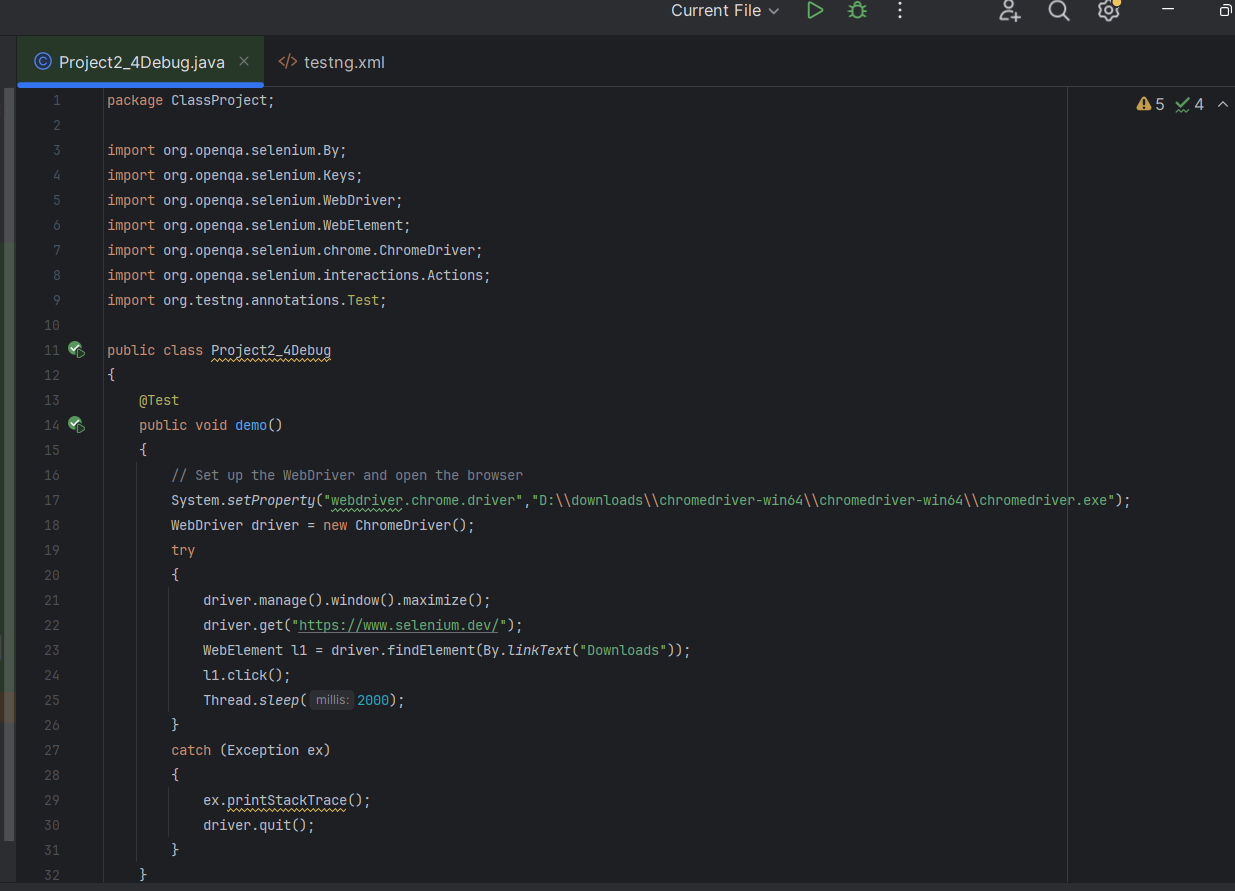 Current File
Project2_4Debug.java
testng.xml
5 4
1 package ClassProject;
2
3 import org.openqa.selenium.By;
4 import org.openqa.selenium.Keys;
5 import org.openqa.selenium.WebDriver;
6 import org.openqa.selenium.WebElement;
7 import org.openqa.selenium.chrome.ChromeDriver;
8 import org.openqa.selenium.interactions.Actions;
9 import org.testng.annotations.Test;
10
11 public class Project2_4Debug
12 {
13 @Test
14 public void demo()
15 {
16 // Set up the WebDriver and open the browser
17 System.setProperty("webdriver.chrome.driver","D:\\downloads\\chromedriver-win64\\chromedriver-win64\\chromedriver.exe");
18 WebDriver driver = new ChromeDriver();
19 try
20 {
21 driver.manage().window().maximize();
22 driver.get("https://www.selenium.dev/");
23 WebElement l1 = driver.findElement(By.linkText("Downloads"));
24 l1.click();
25 Thread.sleep( millis: 2000);
26 }
27 catch (Exception ex)
28 {
29 ex.printStackTrace();
30 driver.quit();
31 }
32 }